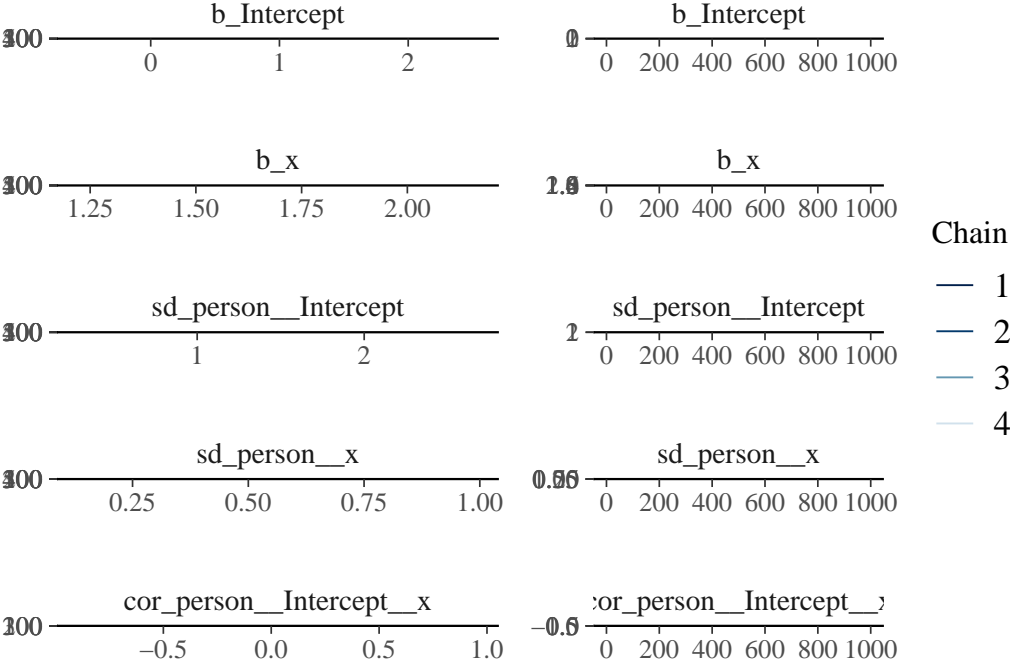 b_Intercept
0 1 2
b_Intercept
0 200 400 600 800 1000
b_x
1.25 1.50 1.75 2.00
b_x
0 200 400 600 800 1000
sd_person__Intercept
1 2
sd_person__Intercept
0 200 400 600 800 1000
sd_person__x
0.25 0.50 0.75 1.00
sd_person__x
0 200 400 600 800 1000
cor_person__Intercept__x
−0.5 0.0 0.5 1.0
cor_person__Intercept__x
0 200 400 600 800 1000
Chain
1
2
3
4